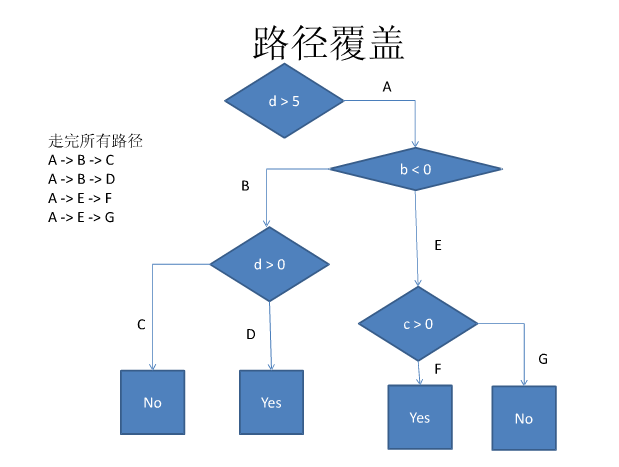 路径覆盖
d > 5
A
走完所有路径
A -> B -> C
A -> B -> D
A -> E -> F
A -> E -> G
b < 0
B
E
d > 0
c > 0
C
D
F
G
No
Yes
Yes
No